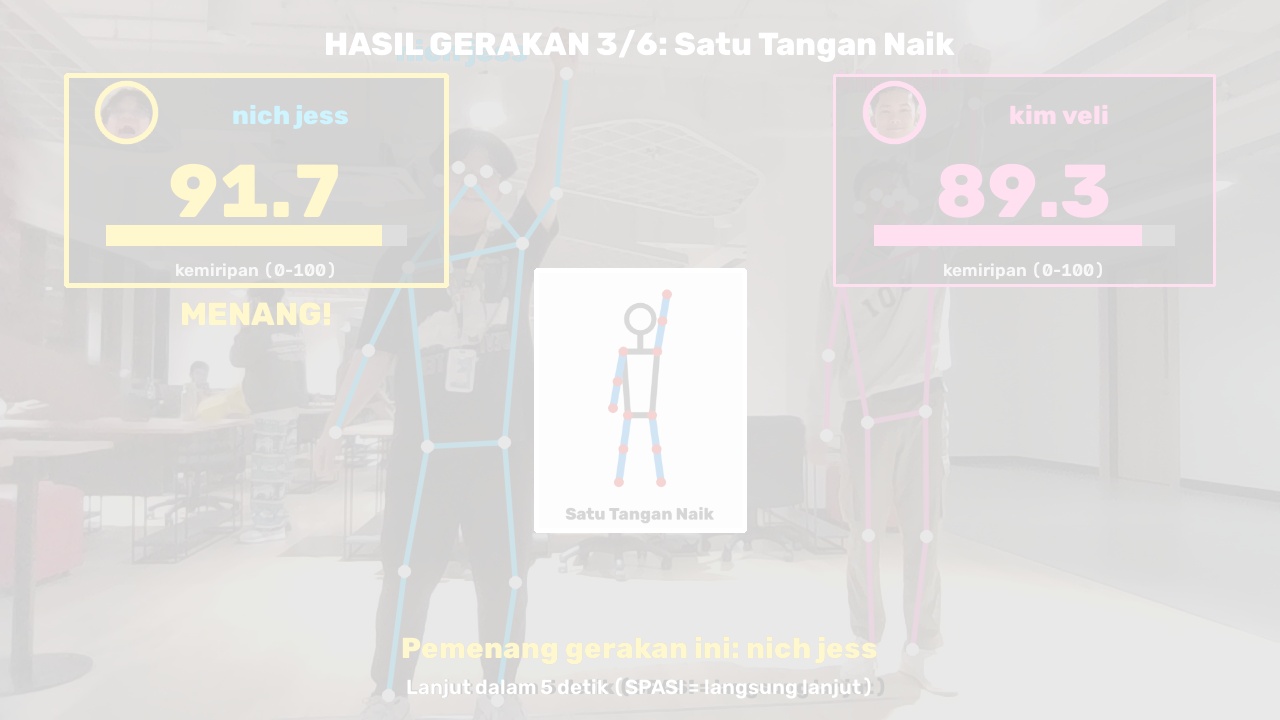 HASIL GERAKAN 3/6: Satu Tangan Naik
nich jess
91.7
kemiripan (0-100)
MENANG!
kim veli
89.3
kemiripan (0-100)
Satu Tangan Naik
Pemenang gerakan ini: nich jess
Lanjut dalam 5 detik (SPASI = langsung lanjut)